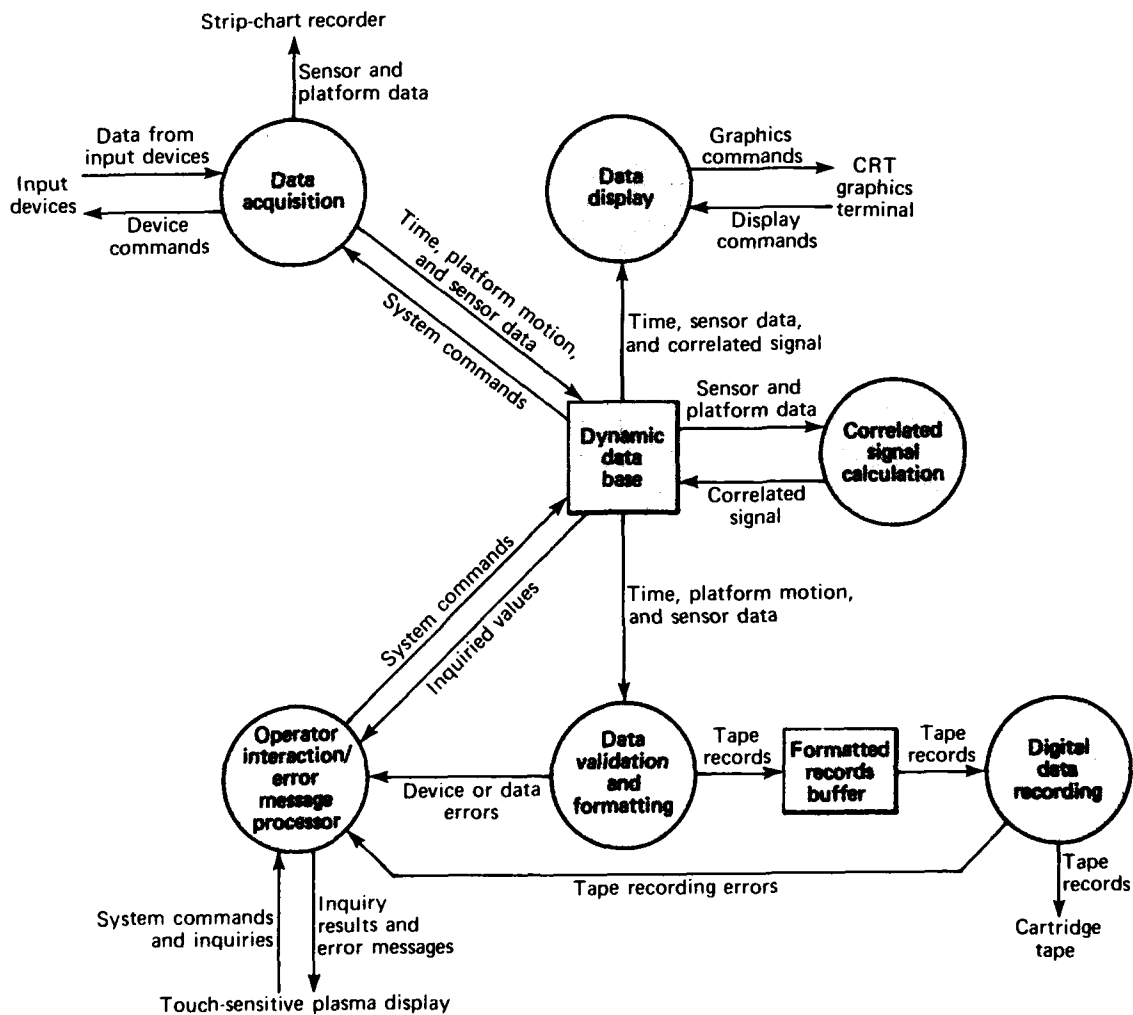 Strip-chart recorder
Sensor and
platform data
Data from
input devices
Input
devices
Device
commands
Data
acquisition
Graphics
commands
Data
display
CRT
graphics
terminal
Display
commands
Time, platform motion,
and sensor data
System commands
Time, sensor data,
and correlated signal
Sensor and
platform data
Dynamic
data
base
Correlated
signal
calculation
Correlated
signal
System commands
Inquiried values
Time, platform motion,
and sensor data
Operator
interaction/
error
message
processor
Device or data
errors
Data
validation
and
formatting
Tape
records
Formatted
records
buffer
Tape
records
Digital
data
recording
Tape recording errors
Tape
records
Cartridge
tape
System commands
and inquiries
Inquiry
results and
error messages
Touch-sensitive plasma display